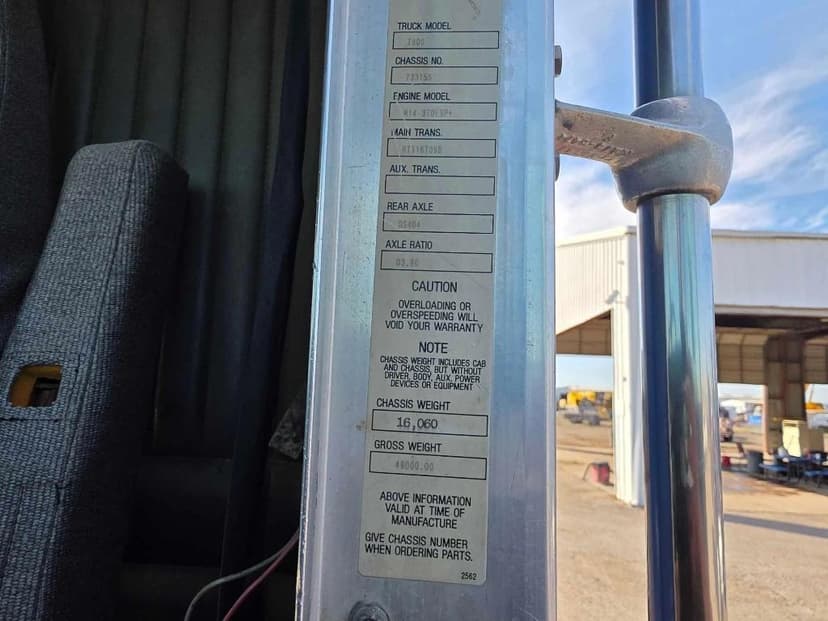 TRUCK MODEL
T800
CHASSIS NO.
733155
ENGINE MODEL
MAIN TRANS.
AUX. TRANS.
REAR AXLE
DS404
AXLE RATIO
CAUTION
OVERLOADING OR
OVERSPEEDING WILL
VOID YOUR WARRANTY
NOTE
CHASSIS WEIGHT INCLUDES CAB
AND CHASSIS, BUT WITHOUT
DRIVER, BODY, AUX. POWER
DEVICES OR EQUIPMENT
CHASSIS WEIGHT
16,060
GROSS WEIGHT
ABOVE INFORMATION
VALID AT TIME OF
MANUFACTURE
GIVE CHASSIS NUMBER
WHEN ORDERING PARTS.
2562